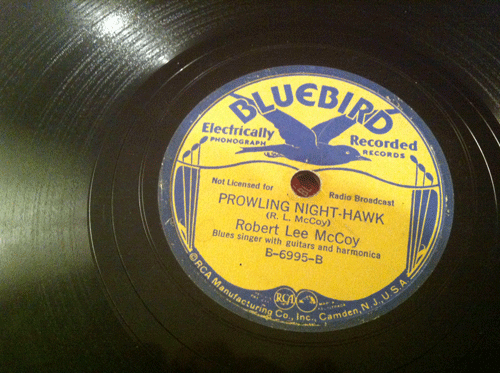 BLUEBIRD
Electrically Recorded
PHONOGRAPH RECORDS
Not Licensed for Radio Broadcast
PROWLING NIGHT-HAWK
(R. L. McCoy)
Robert Lee McCoy
Blues singer with guitars and harmonica
B-6995-B
RCA
©RCA Manufacturing Co., Inc., Camden, N.J., U.S.A.